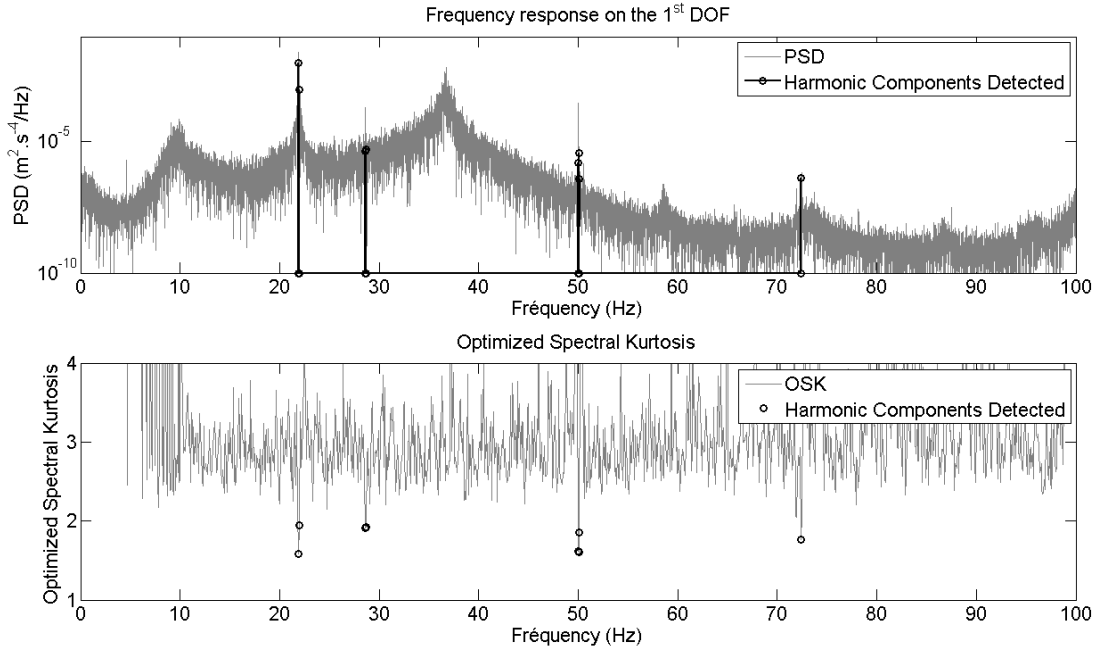 Frequency response on the 1st DOF
PSD
Harmonic Components Detected
PSD (m2.s-4/Hz)
10-5
10-10
0 10 20 30 40 50 60 70 80 90 100
Fréquency (Hz)
Optimized Spectral Kurtosis
OSK
Harmonic Components Detected
Optimized Spectral Kurtosis
4
3
2
1
0 10 20 30 40 50 60 70 80 90 100
Fréquency (Hz)